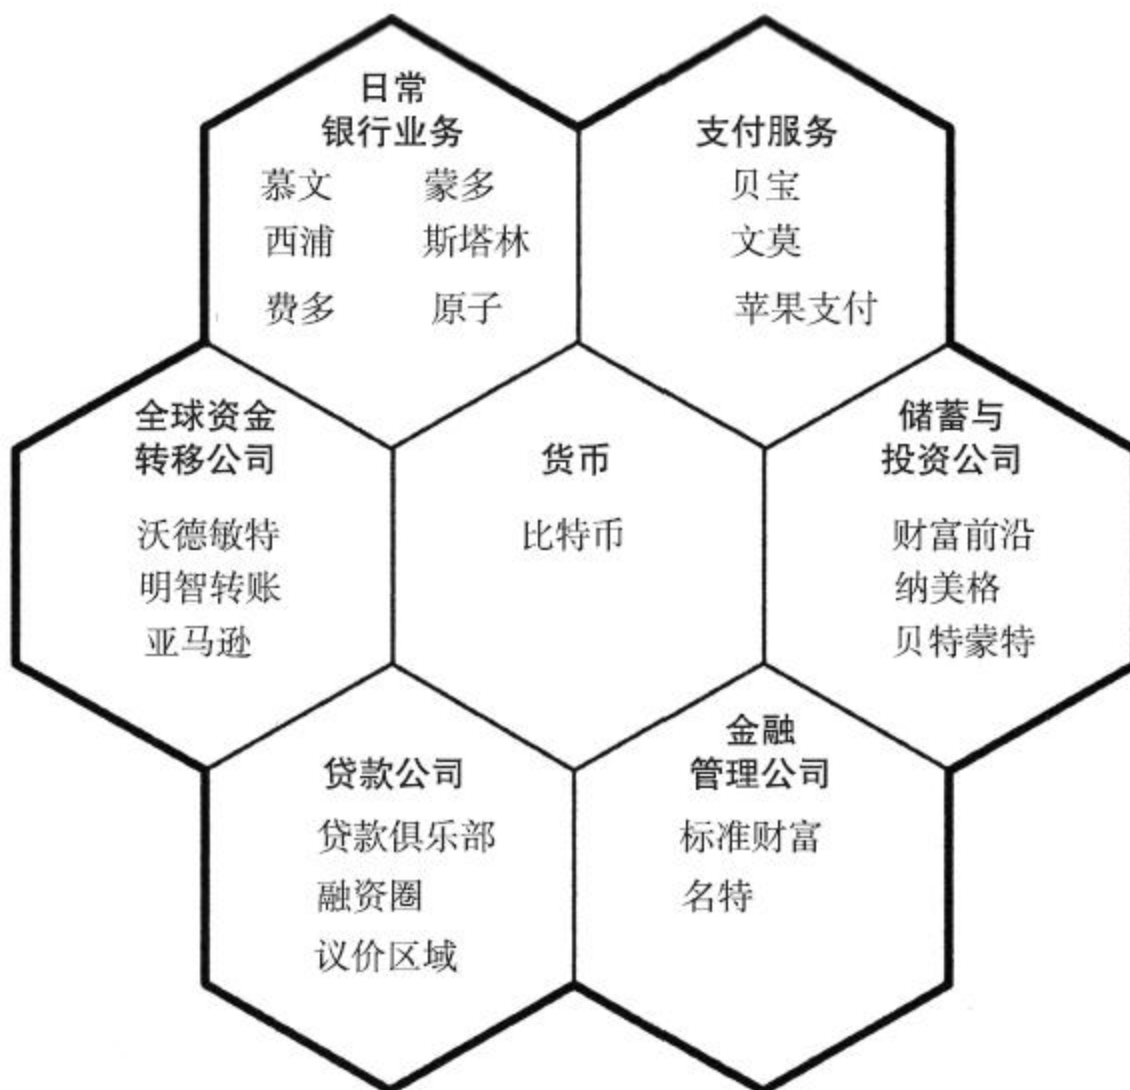 日常
银行业务
慕文 蒙多
西浦 斯塔林
费多 原子
支付服务
贝宝
文莫
苹果支付
全球资金
转移公司
沃德敏特
明智转账
亚马逊
货币
比特币
储蓄与
投资公司
财富前沿
纳美格
贝特蒙特
贷款公司
贷款俱乐部
融资圈
议价区域
金融
管理公司
标准财富
名特